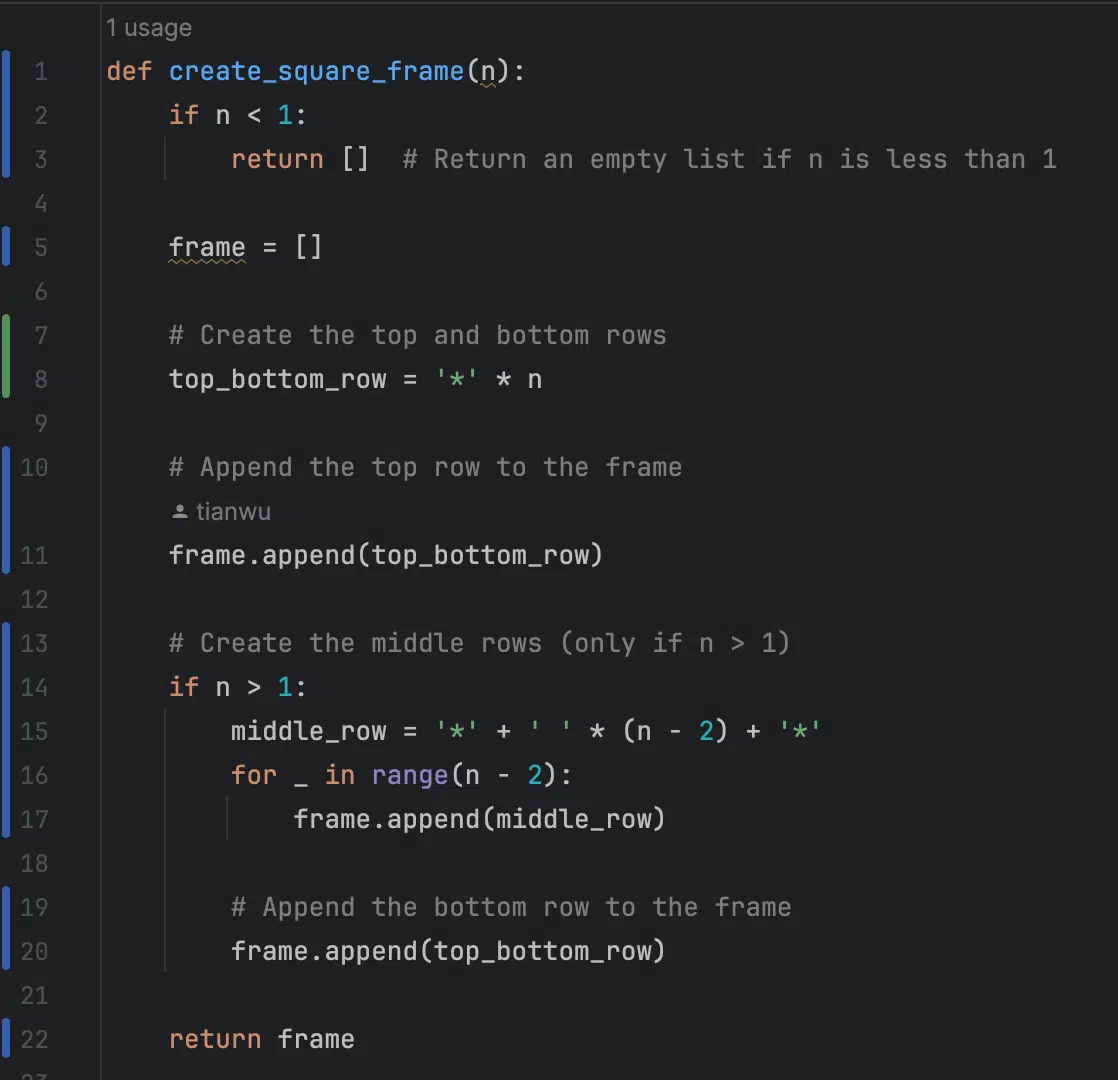 1 usage
1 def create_square_frame(n):
2     if n < 1:
3         return []  # Return an empty list if n is less than 1
4
5     frame = []
6
7     # Create the top and bottom rows
8     top_bottom_row = '*' * n
9
10     # Append the top row to the frame
tianwu
11     frame.append(top_bottom_row)
12
13     # Create the middle rows (only if n > 1)
14     if n > 1:
15         middle_row = '*' + ' ' * (n - 2) + '*'
16         for _ in range(n - 2):
17             frame.append(middle_row)
18
19         # Append the bottom row to the frame
20         frame.append(top_bottom_row)
21
22     return frame